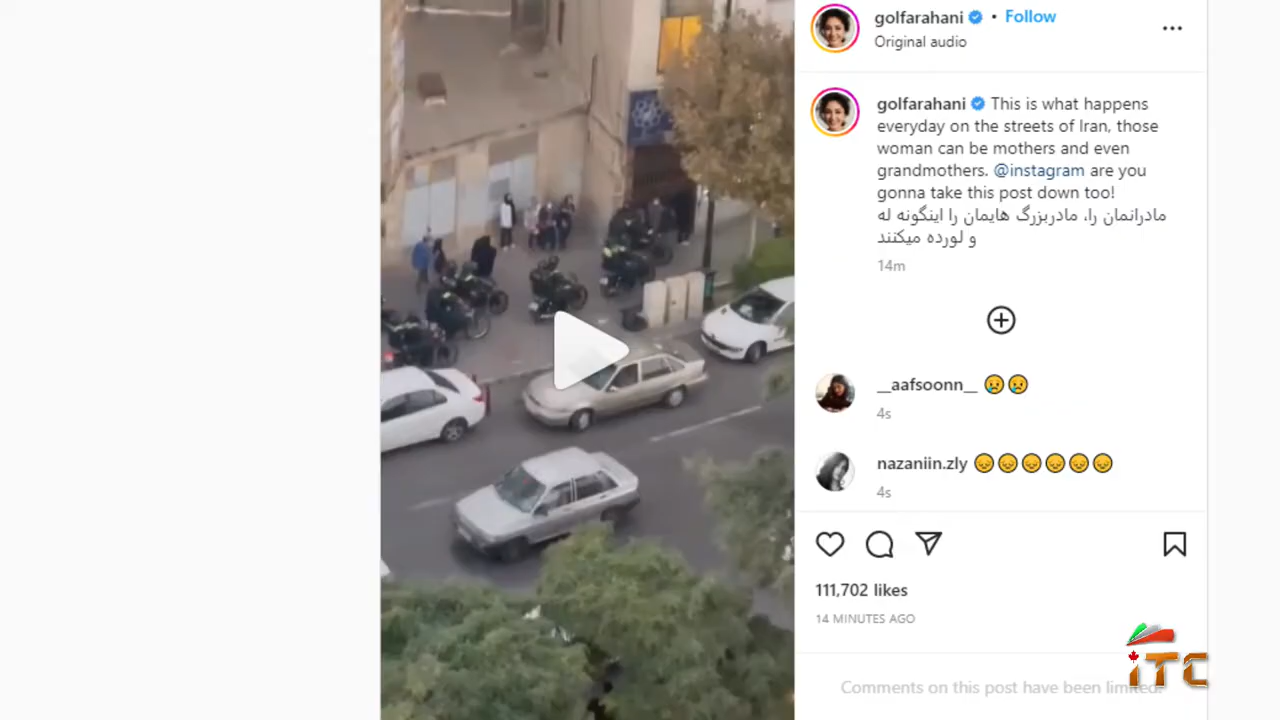 golfarahani • Follow
Original audio
golfarahani This is what happens
everyday on the streets of Iran, those
woman can be mothers and even
grandmothers. @instagram are you
gonna take this post down too!
مادرانمان را، مادربزرگ هایمان را اینگونه له
و لورده میکنند
14m
__aafsoonn__ 😢😢
4s
nazaniin.zly 😞😞😞😞😞😞
4s
111,702 likes
14 MINUTES AGO
Comments on this post have been limited.
iTC